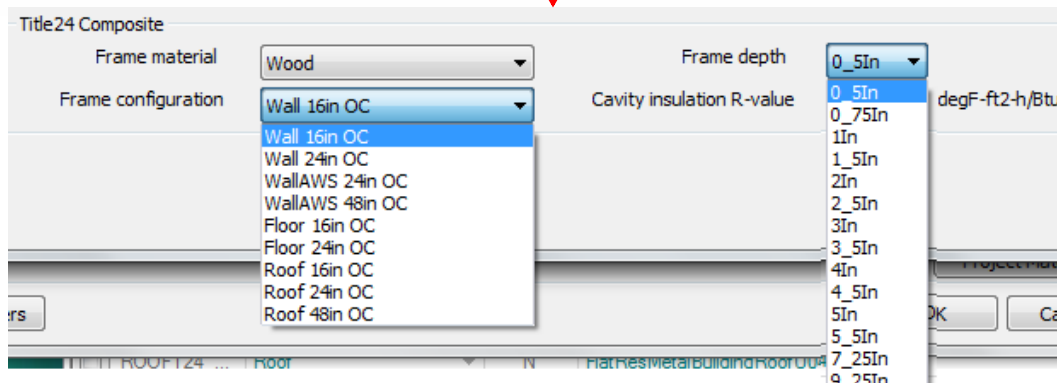 Title24 Composite
Frame material
Wood
Frame depth
0_5In
Frame configuration
Wall 16in OC
Cavity insulation R-value
degF-ft2-h/Btu
Wall 16in OC
Wall 24in OC
WallAWS 24in OC
WallAWS 48in OC
Floor 16in OC
Floor 24in OC
Roof 16in OC
Roof 24in OC
Roof 48in OC
0_5In
0_75In
1In
1_5In
2In
2_5In
3In
3_5In
4In
4_5In
5In
5_5In
7_25In
9_25In
rs
OK
Ca
ROOFT24 ...
Roof
N
FlatResMetalBuildingRoofU04